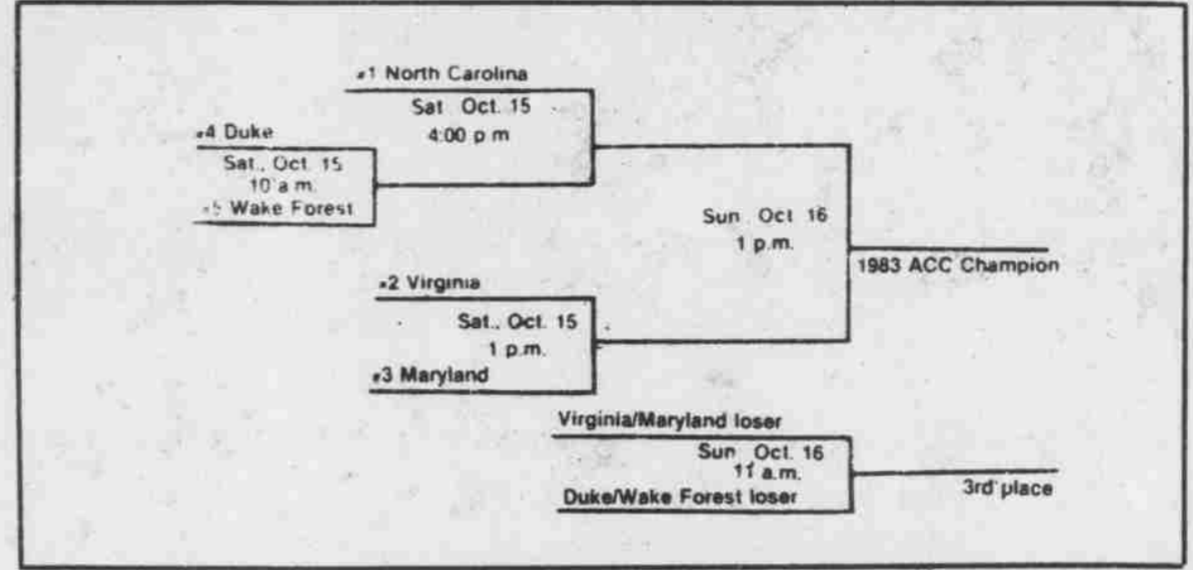 #1 North Carolina
Sat. Oct. 15
4:00 p m
#4 Duke
Sat., Oct. 15
10 a m.
#5 Wake Forest
Sun. Oct 16
1 p.m.
1983 ACC Champion
#2 Virginia
Sat., Oct. 15
1 p.m.
#3 Maryland
Virginia/Maryland loser
Sun. Oct. 16
11 a.m.
Duke/Wake Forest loser
3rd place